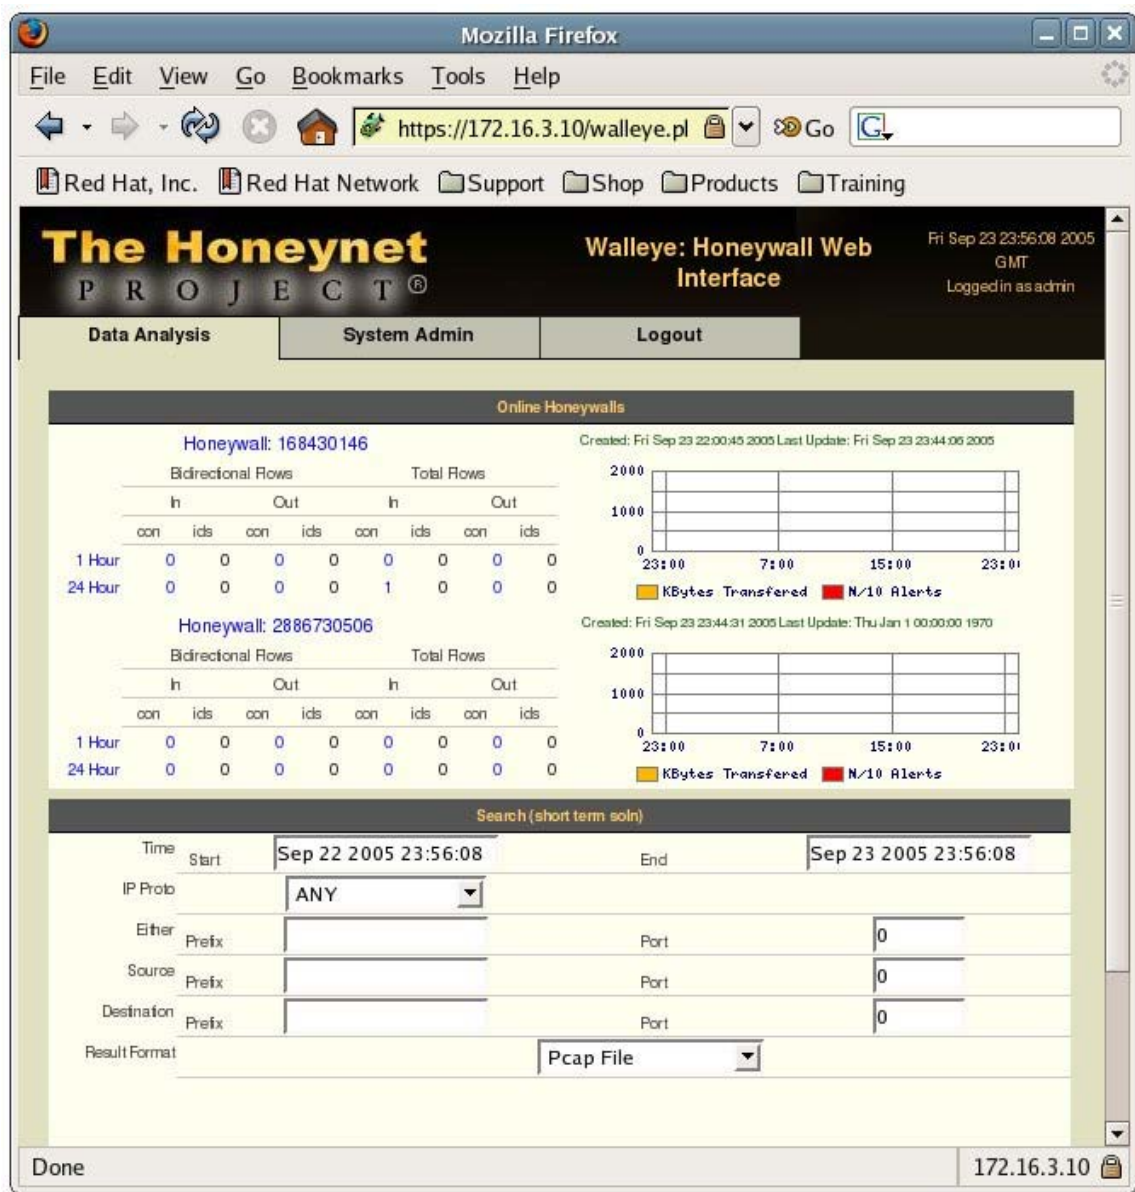 Mozilla Firefox
File Edit View Go Bookmarks Tools Help
https://172.16.3.10/walleye.pl Go G
Red Hat, Inc. Red Hat Network Support Shop Products Training
The Honeynet
PROJECT®
Walleye: Honeywall Web
Interface
Fri Sep 23 23:56:08 2005
GMT
Logged in as admin
Data Analysis System Admin Logout
Online Honeywalls
Honeywall: 168430146
Bidirectional Flows Total Flows
In Out In Out
con ids con ids con ids con ids
1 Hour 0 0 0 0 0 0 0 0
24 Hour 0 0 0 0 1 0 0 0
Created: Fri Sep 23 22:00:45 2005 Last Update: Fri Sep 23 23:44:06 2005
2000
1000
0
23:00 7:00 15:00 23:0
KBytes Transfered N/10 Alerts
Honeywall: 2886730506
Bidirectional Flows Total Flows
In Out In Out
con ids con ids con ids con ids
1 Hour 0 0 0 0 0 0 0 0
24 Hour 0 0 0 0 0 0 0 0
Created: Fri Sep 23 23:44:31 2005 Last Update: Thu Jan 1 00:00:00 1970
2000
1000
0
23:00 7:00 15:00 23:0
KBytes Transfered N/10 Alerts
Search (short term soln)
Time Start Sep 22 2005 23:56:08 End Sep 23 2005 23:56:08
IP Proto ANY
Either Prefix Port 0
Source Prefix Port 0
Destination Prefix Port 0
Result Format Pcap File
Done 172.16.3.10